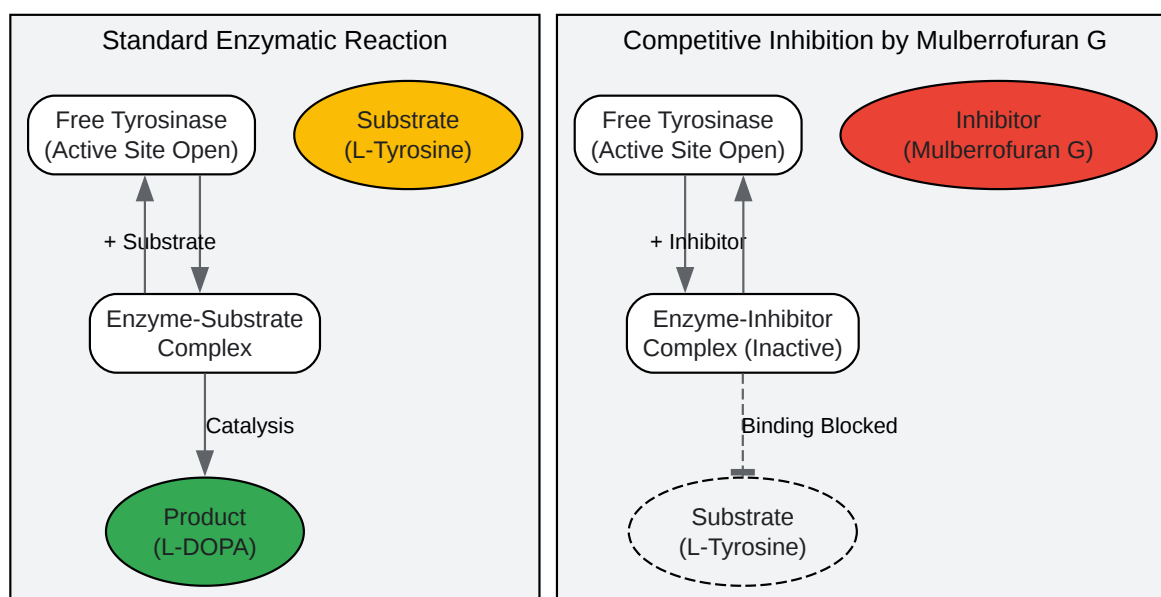 Standard Enzymatic Reaction
Free Tyrosinase
(Active Site Open)
Substrate
(L-Tyrosine)
+ Substrate
Enzyme-Substrate
Complex
Catalysis
Product
(L-DOPA)
Competitive Inhibition by Mulberrofuran G
Free Tyrosinase
(Active Site Open)
Inhibitor
(Mulberrofuran G)
+ Inhibitor
Enzyme-Inhibitor
Complex (Inactive)
Binding Blocked
Substrate
(L-Tyrosine)